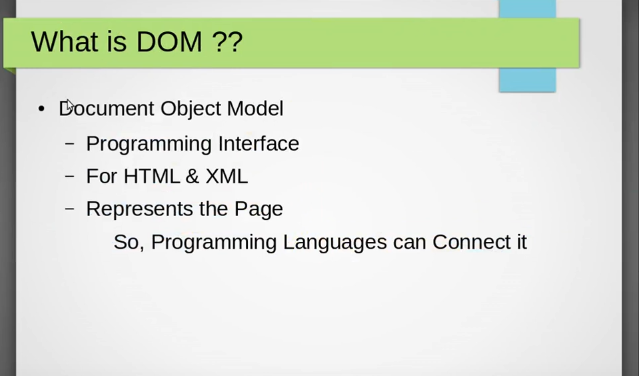 What is DOM ??
• Document Object Model
– Programming Interface
– For HTML & XML
– Represents the Page
So, Programming Languages can Connect it